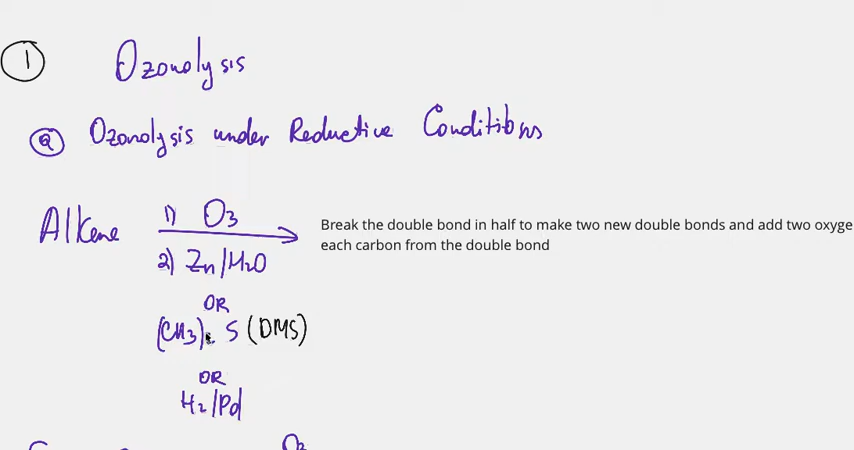 1 Ozonolysis
a Ozonolysis under Reductive Conditions
Alkene 1) O3
Break the double bond in half to make two new double bonds and add two oxyge
each carbon from the double bond
2) Zn/H2O
OR
(CH3)2 S (DMS)
OR
H2/Pd
O3